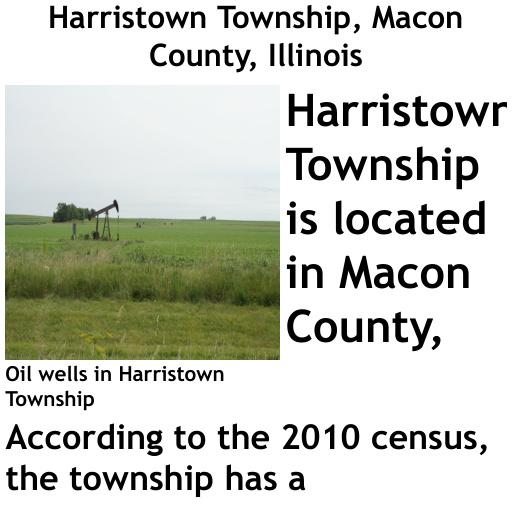 Harristown Township, Macon
County, Illinois
Harristown
Township
is located
in Macon
County,
Oil wells in Harristown
Township
According to the 2010 census,
the township has a